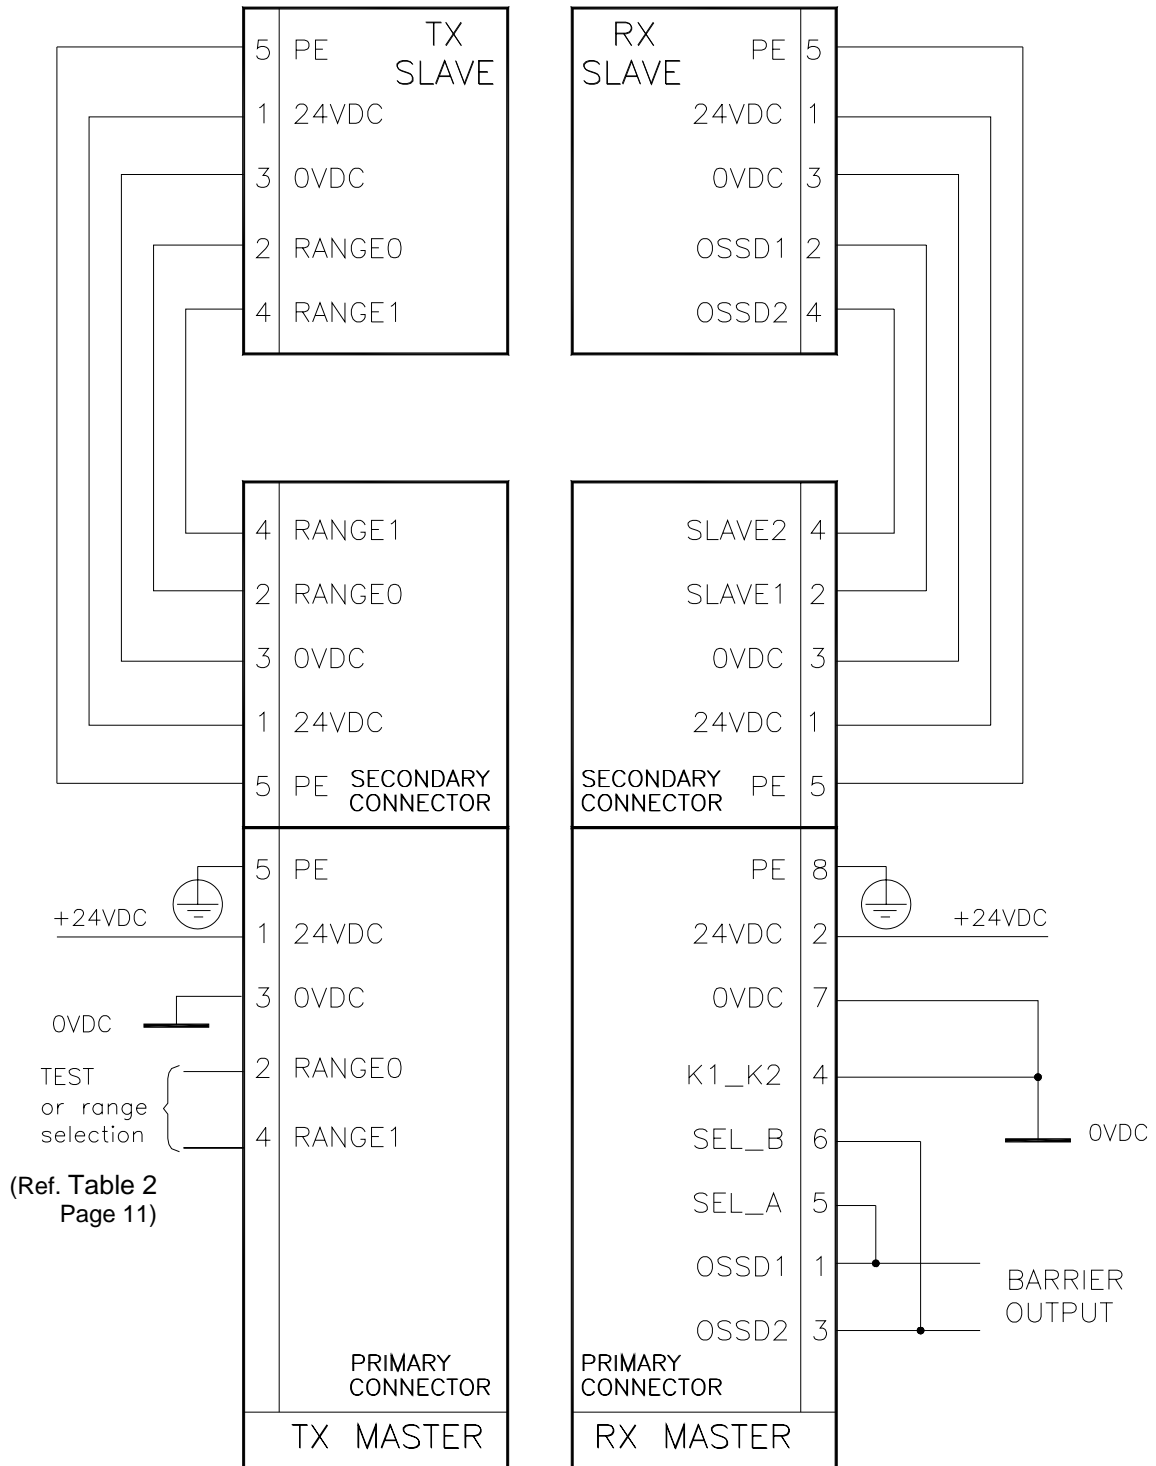 TX
SLAVE
5 PE
1 24VDC
3 0VDC
2 RANGE0
4 RANGE1
RX
SLAVE
PE 5
24VDC 1
0VDC 3
OSSD1 2
OSSD2 4
4 RANGE1
2 RANGE0
3 0VDC
1 24VDC
5 PE
SECONDARY
CONNECTOR
SLAVE2 4
SLAVE1 2
0VDC 3
24VDC 1
PE 5
SECONDARY
CONNECTOR
5 PE
+24VDC
1 24VDC
3 0VDC
0VDC
2 RANGE0
4 RANGE1
TEST
or range
selection
(Ref. Table 2
Page 11)
PRIMARY
CONNECTOR
TX MASTER
PE 8
24VDC 2
+24VDC
0VDC 7
K1_K2 4
SEL_B 6
0VDC
SEL_A 5
OSSD1 1
OSSD2 3
BARRIER
OUTPUT
PRIMARY
CONNECTOR
RX MASTER